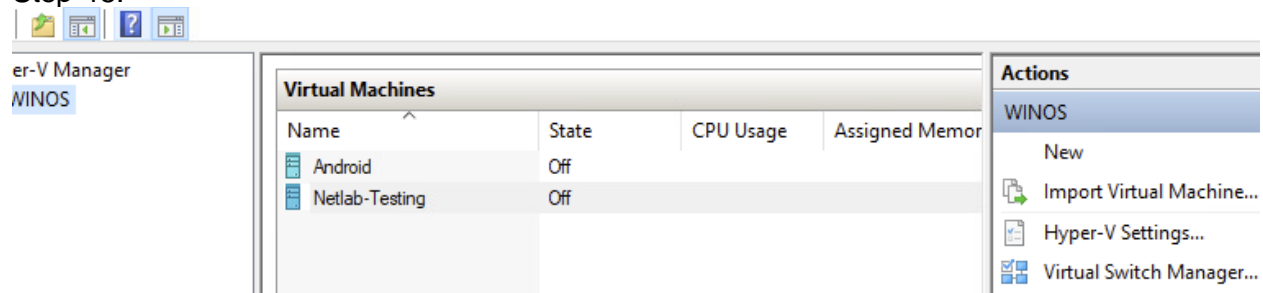 er-V Manager
WINOS
Virtual Machines
Name State CPU Usage Assigned Memor
Android Off
Netlab-Testing Off
Actions
WINOS
New
Import Virtual Machine...
Hyper-V Settings...
Virtual Switch Manager...